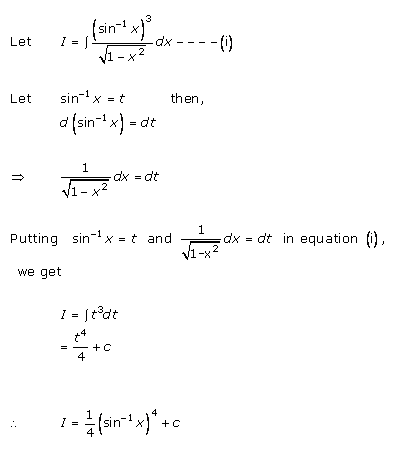 Let I = ∫ (sin⁻¹ x)³ / √(1 − x²) dx − − − − (i)
Let sin⁻¹ x = t then,
d (sin⁻¹ x) = dt
⇒ 1 / √(1 − x²) dx = dt
Putting sin⁻¹ x = t and 1 / √(1-x²) dx = dt in equation (i),
we get
I = ∫ t³dt
= t⁴/4 + c
∴ I = 1/4 (sin⁻¹ x)⁴ + c